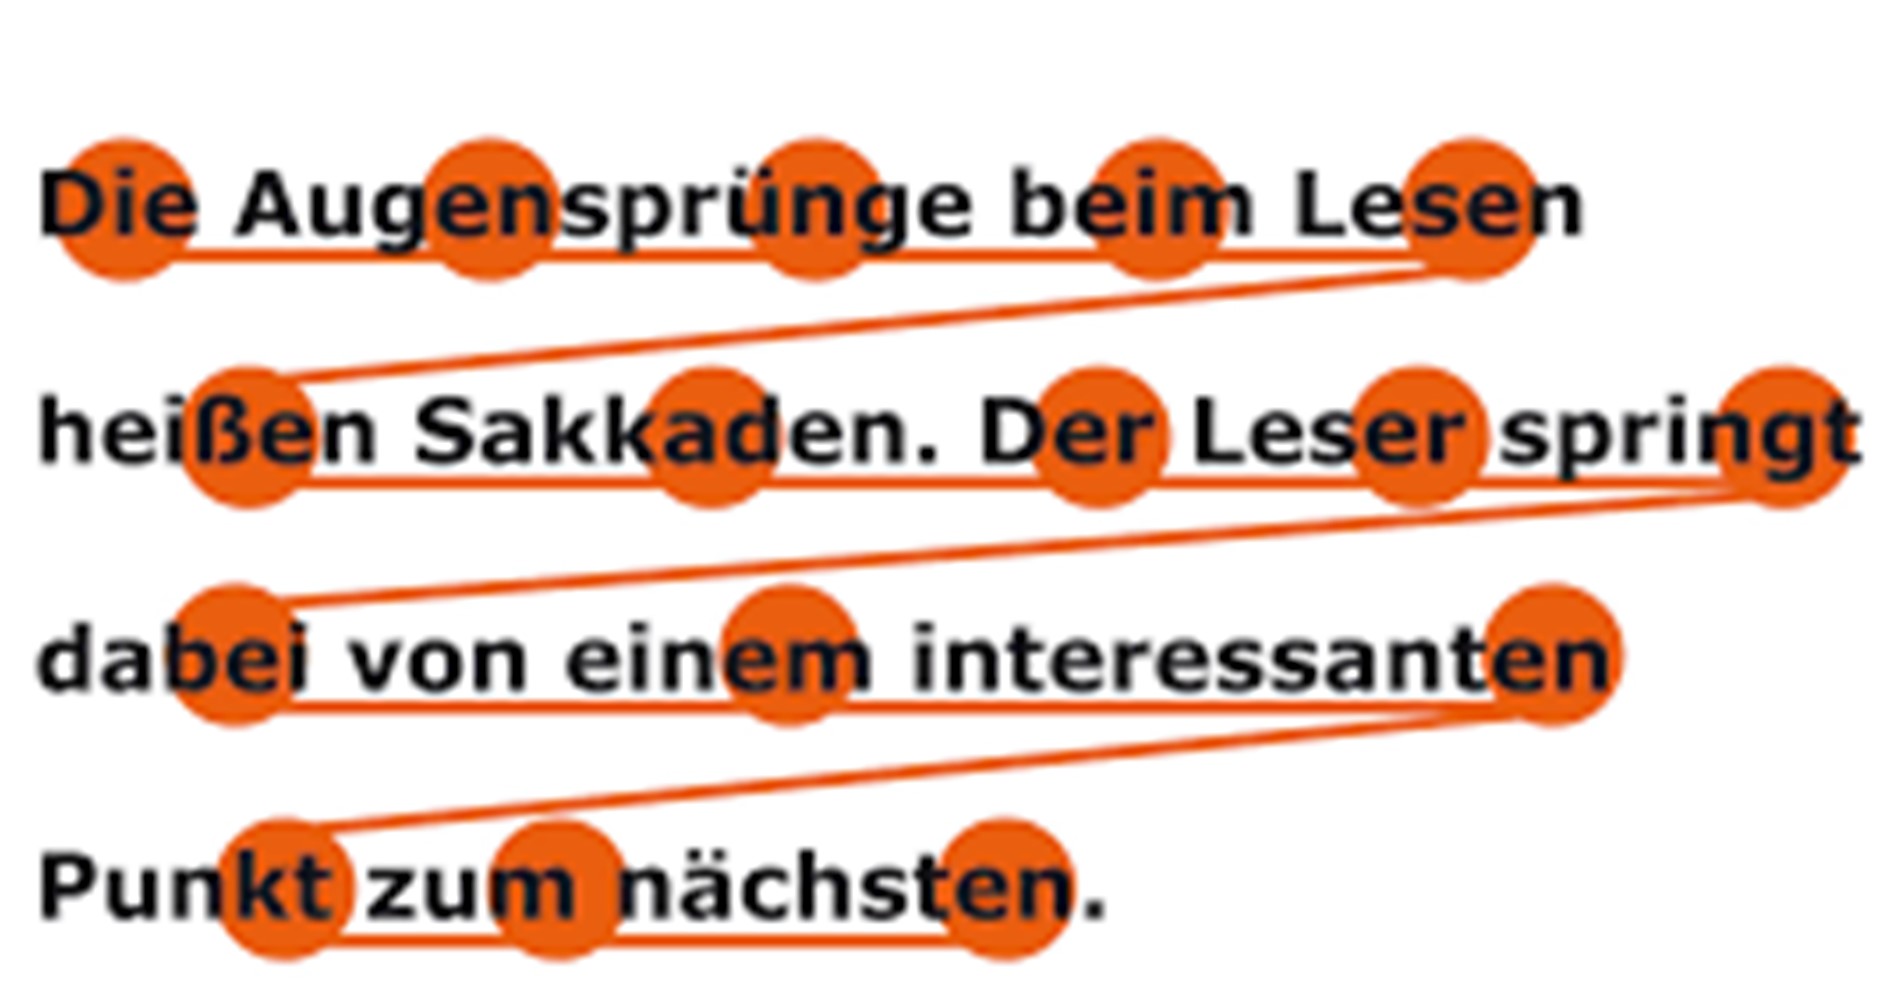 Die Augensprünge beim Lesen
heißen Sakkaden. Der Leser springt
dabei von einem interessanten
Punkt zum nächsten.